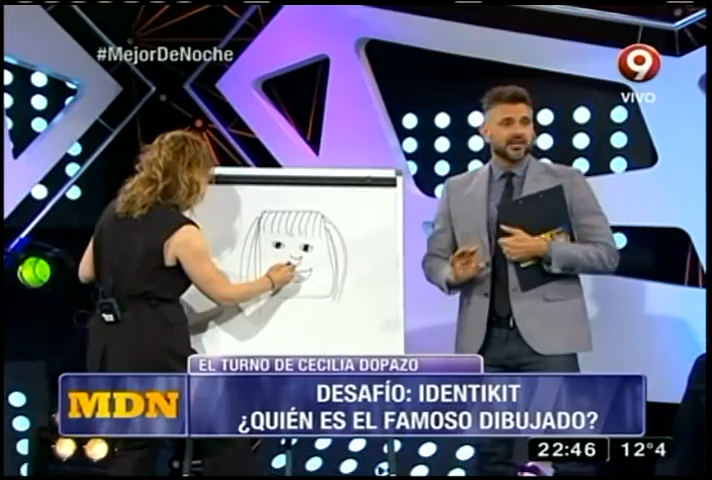 #MejorDeNoche
9
VIVO
EL TURNO DE CECILIA DOPAZO
MDN
DESAFÍO: IDENTIKIT
¿QUIÉN ES EL FAMOSO DIBUJADO?
22:46 12°4